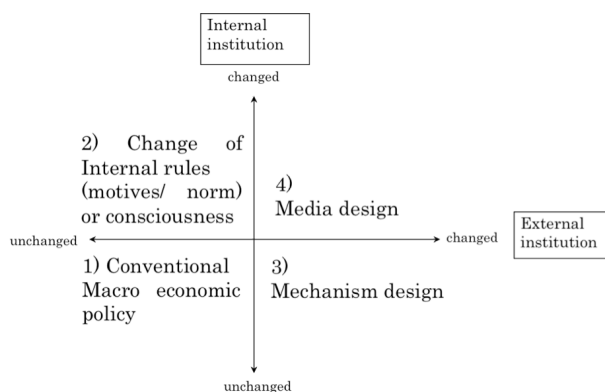 Internal
institution
changed
2) Change of
Internal rules
(motives/ norm)
or consciousness
4)
Media design
unchanged
changed
External
institution
1) Conventional
Macro economic
policy
3)
Mechanism design
unchanged